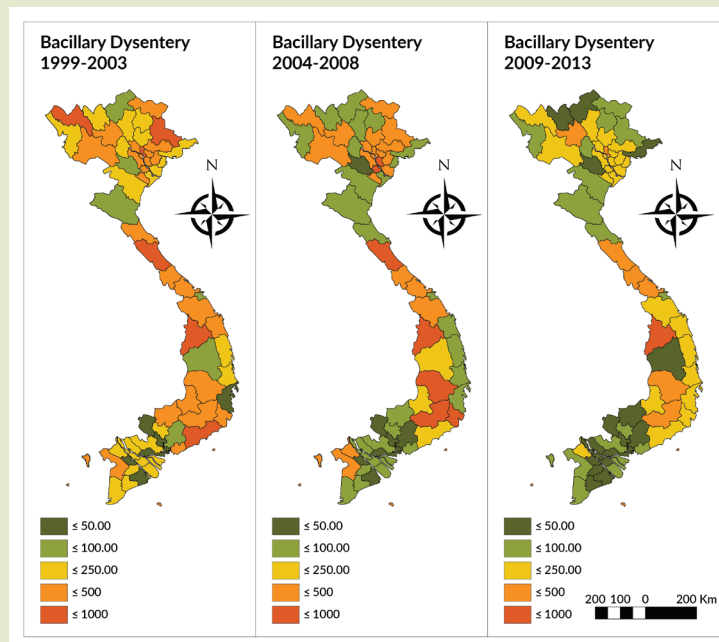 Bacillary Dysentery
1999-2003
N
≤ 50.00
≤ 100.00
≤ 250.00
≤ 500
≤ 1000
Bacillary Dysentery
2004-2008
N
≤ 50.00
≤ 100.00
≤ 250.00
≤ 500
≤ 1000
Bacillary Dysentery
2009-2013
N
≤ 50.00
≤ 100.00
≤ 250.00
≤ 500
≤ 1000
200 100 0 200 Km